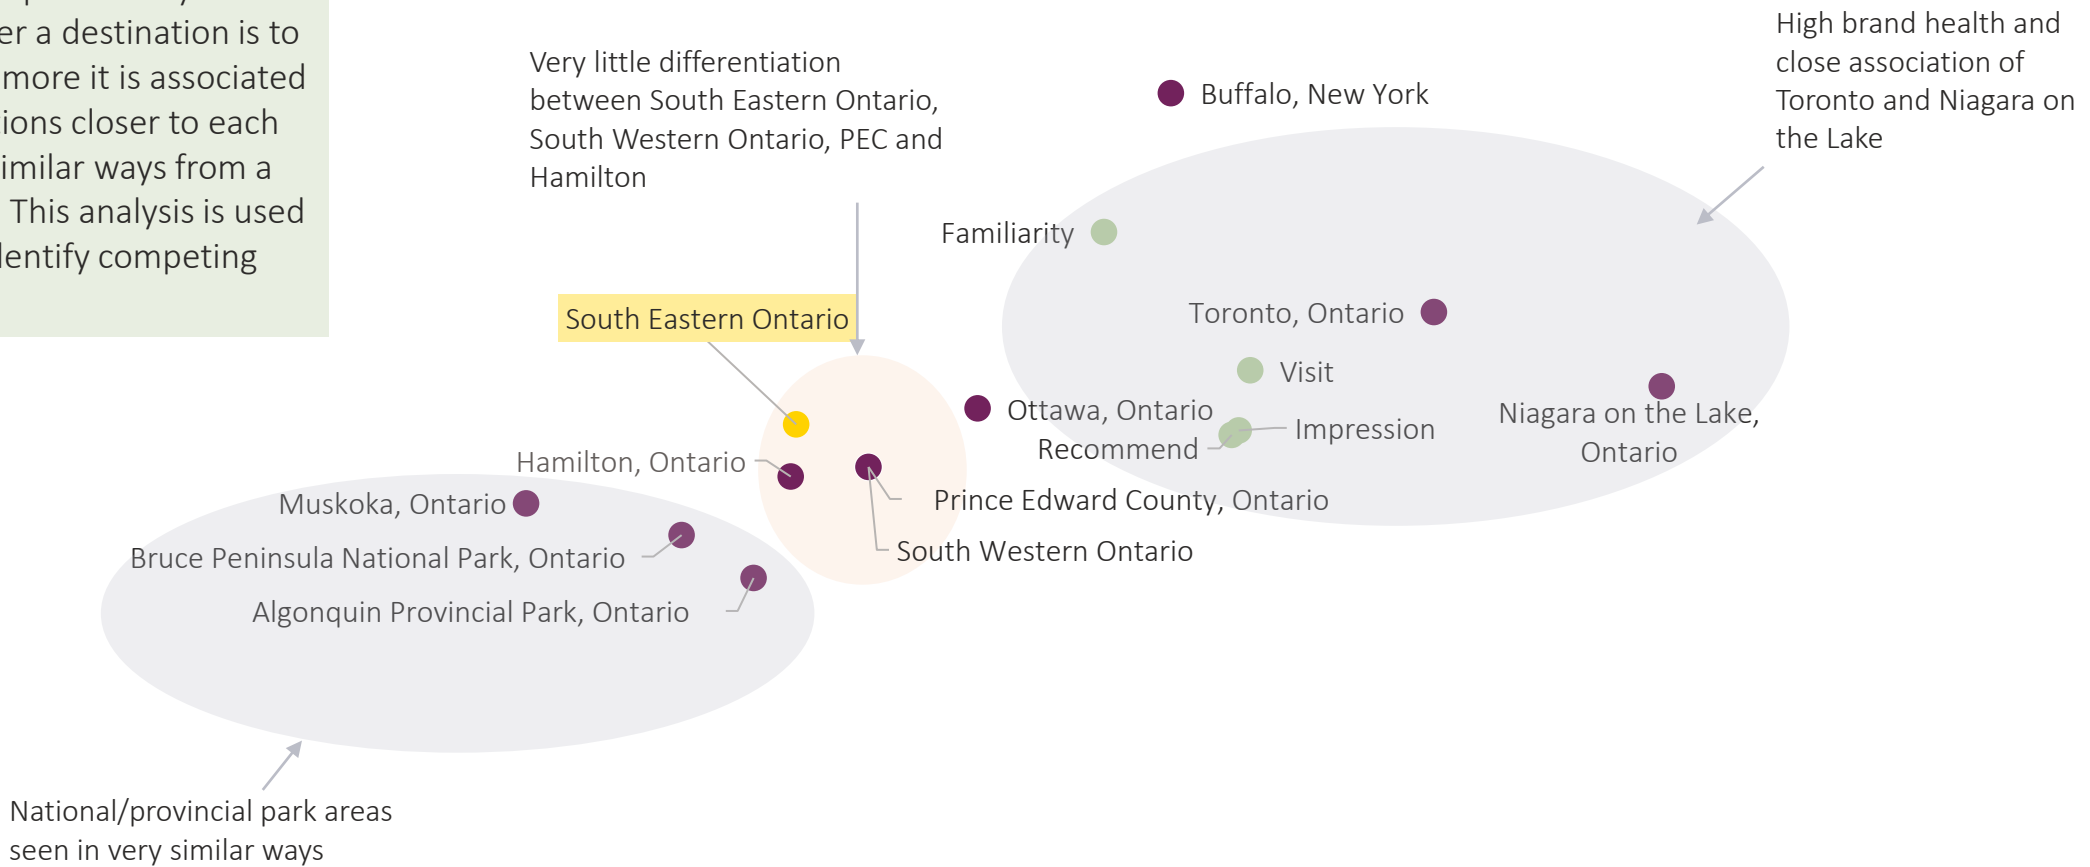 er a destination is to
more it is associated
tions closer to each
similar ways from a
This analysis is used
dentify competing
Very little differentiation
between South Eastern Ontario,
South Western Ontario, PEC and
Hamilton
High brand health and
close association of
Toronto and Niagara on
the Lake
Buffalo, New York
Familiarity
South Eastern Ontario
Toronto, Ontario
Visit
Ottawa, Ontario
Niagara on the Lake,
Ontario
Impression
Recommend
Hamilton, Ontario
Prince Edward County, Ontario
Muskoka, Ontario
South Western Ontario
Bruce Peninsula National Park, Ontario
Algonquin Provincial Park, Ontario
National/provincial park areas
seen in very similar ways